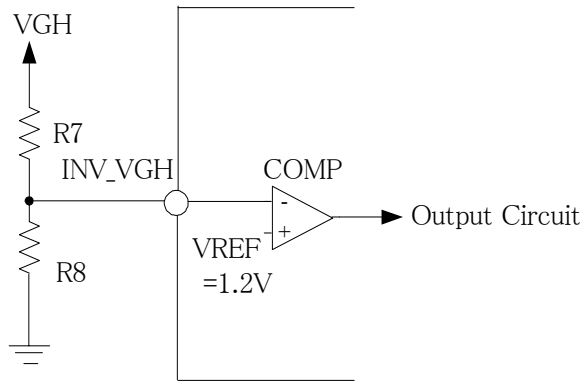 VGH
R7
INV_VGH
COMP
-
+
Output Circuit
VREF
=1.2V
R8